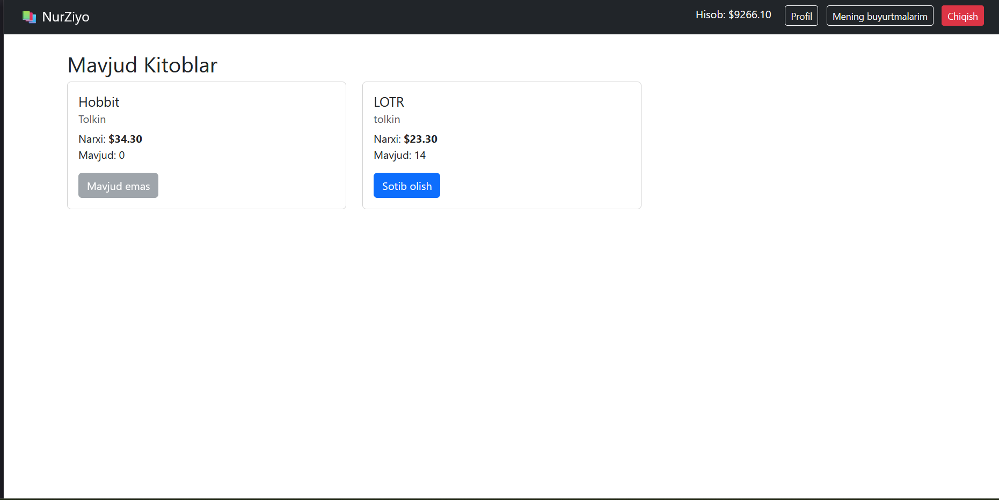 NurZiyo
Hisob: $9266.10
Profil
Mening buyurtmalarim
Chiqish
Mavjud Kitoblar
Hobbit
Tolkin
Narxi: $34.30
Mavjud: 0
Mavjud emas
LOTR
tolkin
Narxi: $23.30
Mavjud: 14
Sotib olish